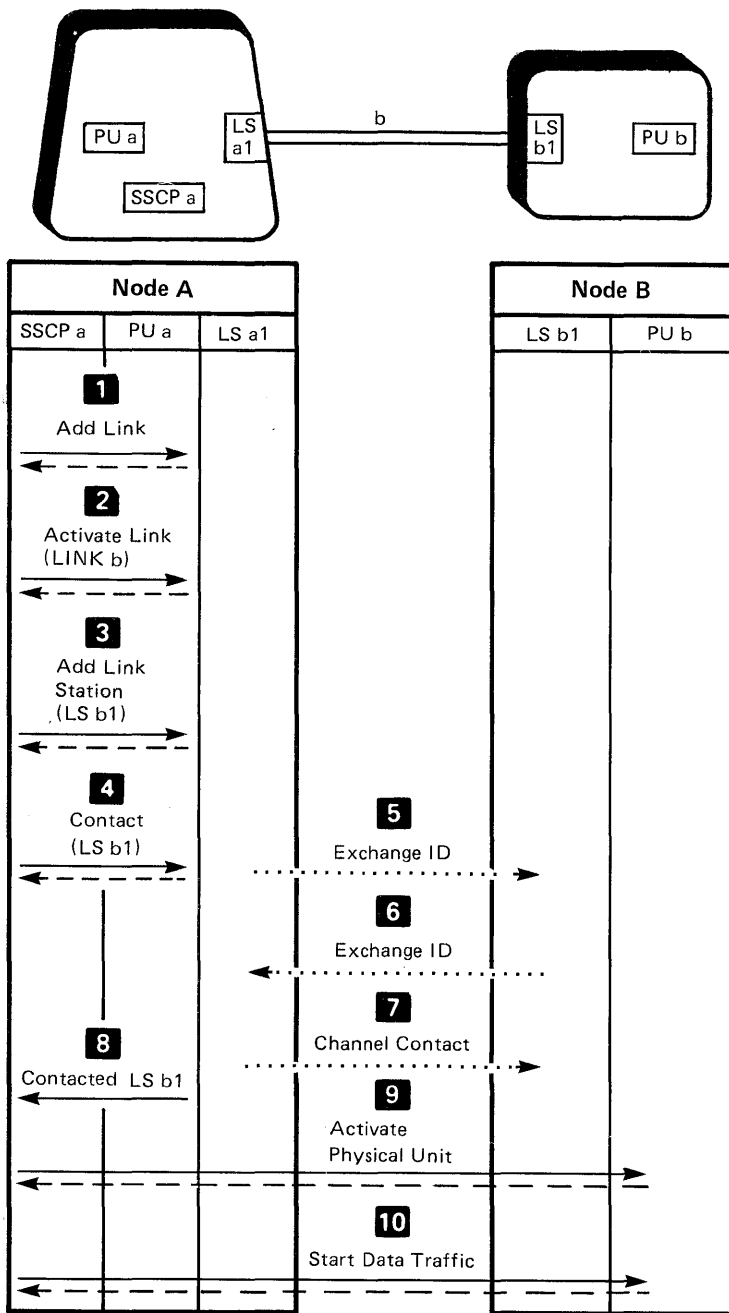 PU a
LS
a1
SSCP a
b
LS
b1
PU b
Node A
Node B
SSCP a
PU a
LS a1
LS b1
PU b
1
Add Link
2
Activate Link
(LINK b)
3
Add Link
Station
(LS b1)
4
Contact
(LS b1)
5
Exchange ID
6
Exchange ID
7
Channel Contact
8
Contacted LS b1
9
Activate
Physical Unit
10
Start Data Traffic